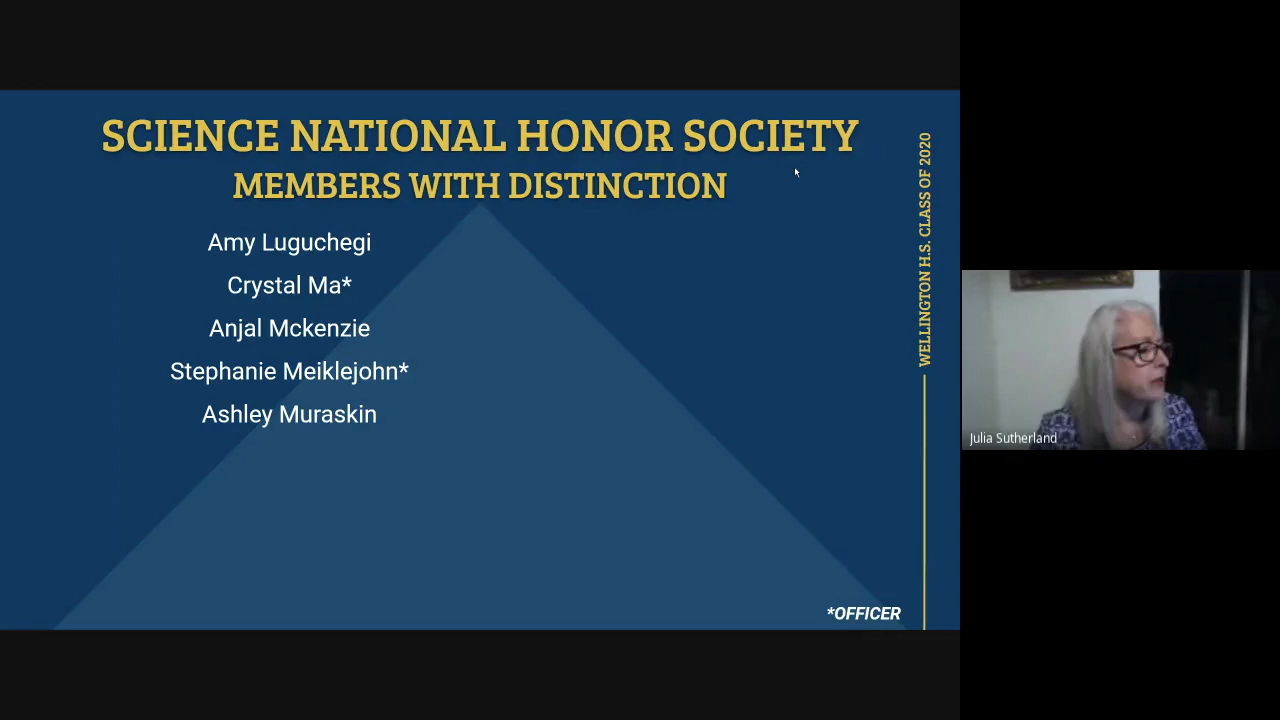 SCIENCE NATIONAL HONOR SOCIETY
MEMBERS WITH DISTINCTION
Amy Luguchegi
Crystal Ma*
Anjal Mckenzie
Stephanie Meiklejohn*
Ashley Muraskin
*OFFICER
WELLINGTON H.S. CLASS OF 2020
Julia Sutherland